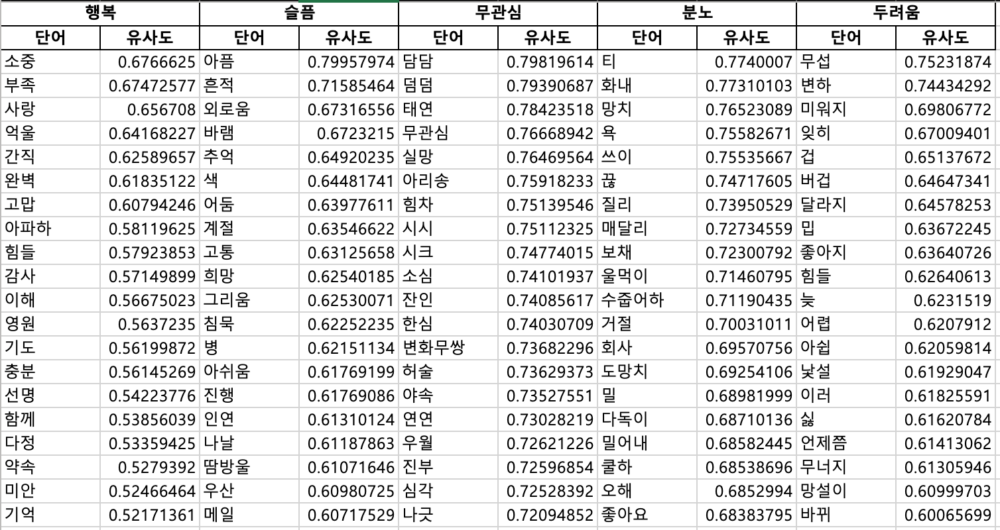 행복 슬픔 무관심 분노 두려움
단어 유사도 단어 유사도 단어 유사도 단어 유사도 단어 유사도
소중 0.6766625 아픔 0.79957974 담담 0.79819614 티 0.7740007 무섭 0.75231874
부족 0.67472577 흔적 0.71585464 덤덤 0.79390687 화내 0.77310103 변하 0.74434292
사랑 0.656708 외로움 0.67316556 태연 0.78423518 망치 0.76523089 미워지 0.69806772
억울 0.64168227 바램 0.6723215 무관심 0.76668942 욕 0.75582671 잊히 0.67009401
간직 0.62589657 추억 0.64920235 실망 0.76469564 쓰이 0.75535667 겁 0.65137672
완벽 0.61835122 색 0.64481741 아리송 0.75918233 끊 0.74717605 버겁 0.64647341
고맙 0.60794246 어둠 0.63977611 힘차 0.75139546 질리 0.73950529 달라지 0.64578253
아파하 0.58119625 계절 0.63546622 시시 0.75112325 매달리 0.72734559 밉 0.63672245
힘들 0.57923853 고통 0.63125658 시크 0.74774015 보채 0.72300792 좋아지 0.63640726
감사 0.57149899 희망 0.62540185 소심 0.74101937 울먹이 0.71460795 힘들 0.62640613
이해 0.56675023 그리움 0.62530071 잔인 0.74085617 수줍어하 0.71190435 늦 0.6231519
영원 0.5637235 침묵 0.62252235 한심 0.74030709 거절 0.70031011 어렵 0.6207912
기도 0.56199872 병 0.62151134 변화무쌍 0.73682296 회사 0.69570756 아쉽 0.62059814
충분 0.56145269 아쉬움 0.61769199 허술 0.73629373 도망치 0.69254106 낯설 0.61929047
선명 0.54223776 진행 0.61769086 야속 0.73527551 밀 0.68981999 이러 0.61825591
함께 0.53856039 인연 0.61310124 연연 0.73028219 다독이 0.68710136 싫 0.61620784
다정 0.53359425 나날 0.61187863 우월 0.72621226 밀어내 0.68582445 언제쯤 0.61413062
약속 0.5279392 땀방울 0.61071646 진부 0.72596854 쿨하 0.68538696 무너지 0.61305946
미안 0.52466464 우산 0.60980725 심각 0.72528392 오해 0.6852994 망설이 0.60999703
기억 0.52171361 메일 0.60717529 나긋 0.72094852 좋아요 0.68383795 바뀌 0.60065699